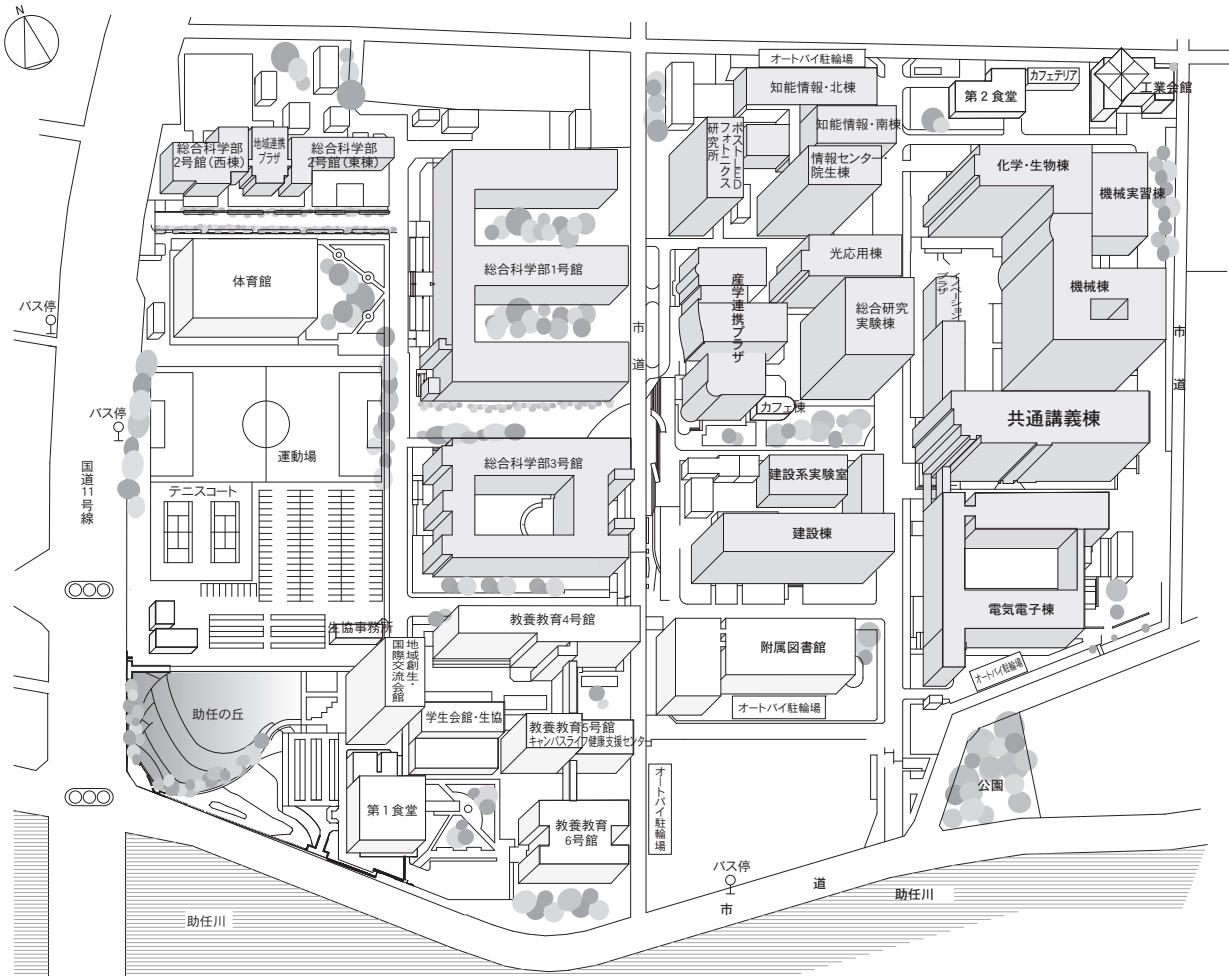 N
オートバイ駐輪場
知能情報・北棟
カフェテリア
第2食堂
工業会館
総合科学部
2号館(西棟)
地域連携
プラザ
総合科学部
2号館(東棟)
ポストLED
フォトニクス
研究所
知能情報・南棟
情報センター・
院生棟
化学・生物棟
機械実習棟
体育館
総合科学部1号館
産学連携プラザ
光応用棟
総合研究
実験棟
イノベーション
プラザ
機械棟
バス停
市道
市道
バス停
カフェ棟
共通講義棟
運動場
国道11号線
総合科学部3号館
テニスコート
建設系実験室
建設棟
電気電子棟
生協事務所
地域創生・
国際交流会館
教養教育4号館
附属図書館
オートバイ駐輪場
オートバイ駐輪場
助任の丘
学生会館・生協
教養教育5号館
キャンパスライフ健康支援センター
オートバイ駐輪場
公園
第1食堂
教養教育
6号館
バス停
市道
助任川
助任川